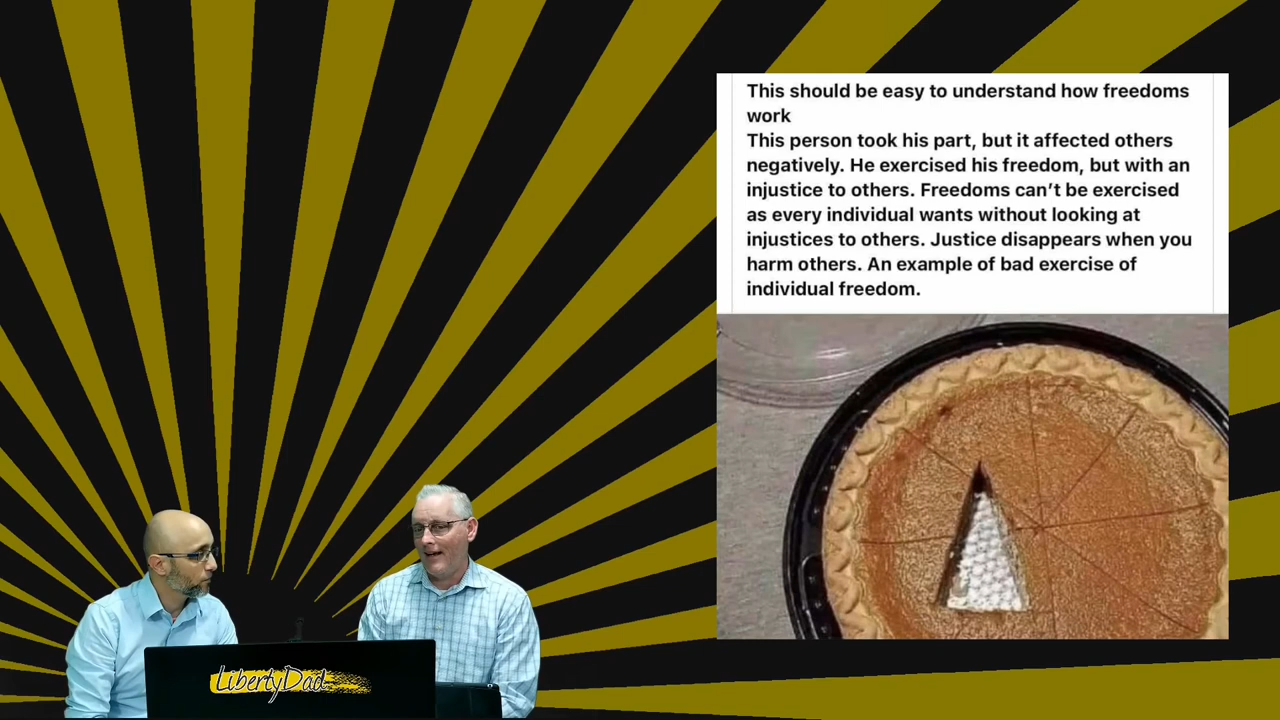 This should be easy to understand how freedoms
work
This person took his part, but it affected others
negatively. He exercised his freedom, but with an
injustice to others. Freedoms can’t be exercised
as every individual wants without looking at
injustices to others. Justice disappears when you
harm others. An example of bad exercise of
individual freedom.
LibertyDad